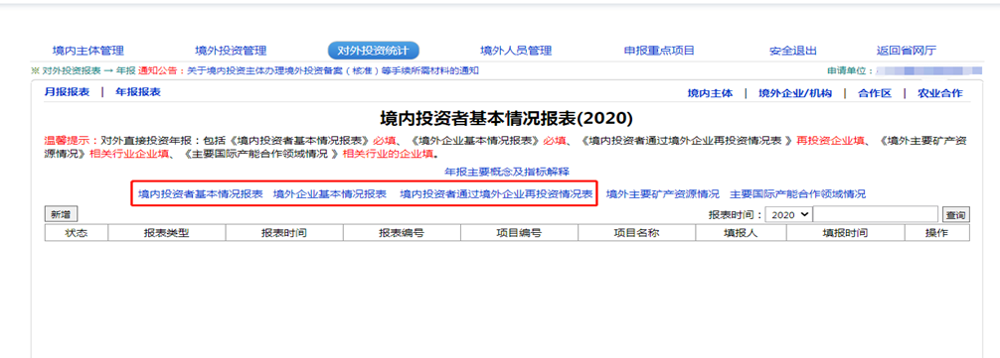 境内主体管理 境外投资管理 对外投资统计 境外人员管理 申报重点项目 安全退出 返回省网厅
※ 对外投资报表 → 年报 通知公告：关于境内投资主体办理境外投资备案（核准）等手续所需材料的通知 申请单位：
月报报表 | 年报报表 境内主体 | 境外企业/机构 | 合作区 | 农业合作
境内投资者基本情况报表(2020)
温馨提示：对外直接投资年报：包括《境内投资者基本情况报表》必填、《境外企业基本情况报表》必填、《境内投资者通过境外企业再投资情况表 》再投资企业填、《境外主要矿产资
源情况》相关行业企业填、《主要国际产能合作领域情况 》相关行业的企业填。
年报主要概念及指标解释
境内投资者基本情况报表 境外企业基本情况报表 境内投资者通过境外企业再投资情况表 境外主要矿产资源情况 主要国际产能合作领域情况
新增 报表时间：2020 查询
状态 报表类型 报表时间 报表编号 项目编号 项目名称 填报人 填报时间 操作